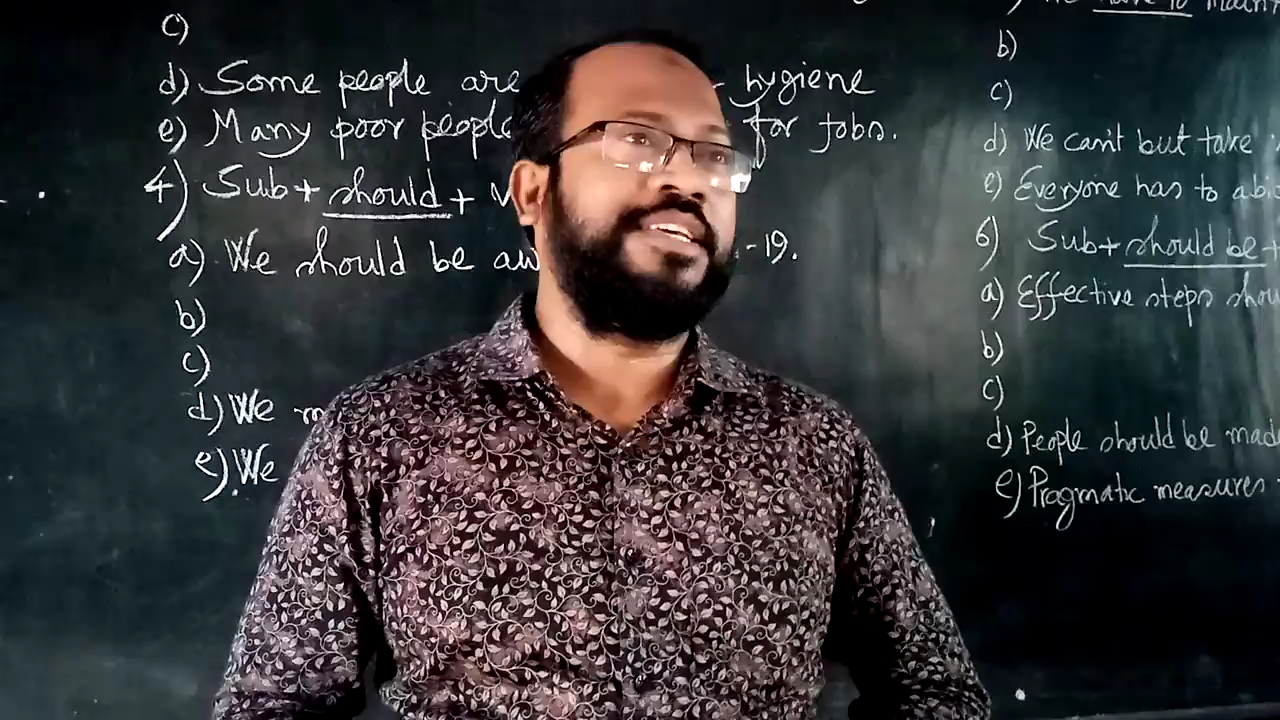 c)
d) Some people are hygiene
e) Many poor people for jobs.
4) Sub+ should + v
a) We should be aw -19.
b)
c)
d) We m
e) We
b)
c)
d) We can't but take
e) Everyone has to abi
6) Sub+ should be +
a) Effective steps shou
b)
c)
d) People should be mad
e) Pragmatic measures